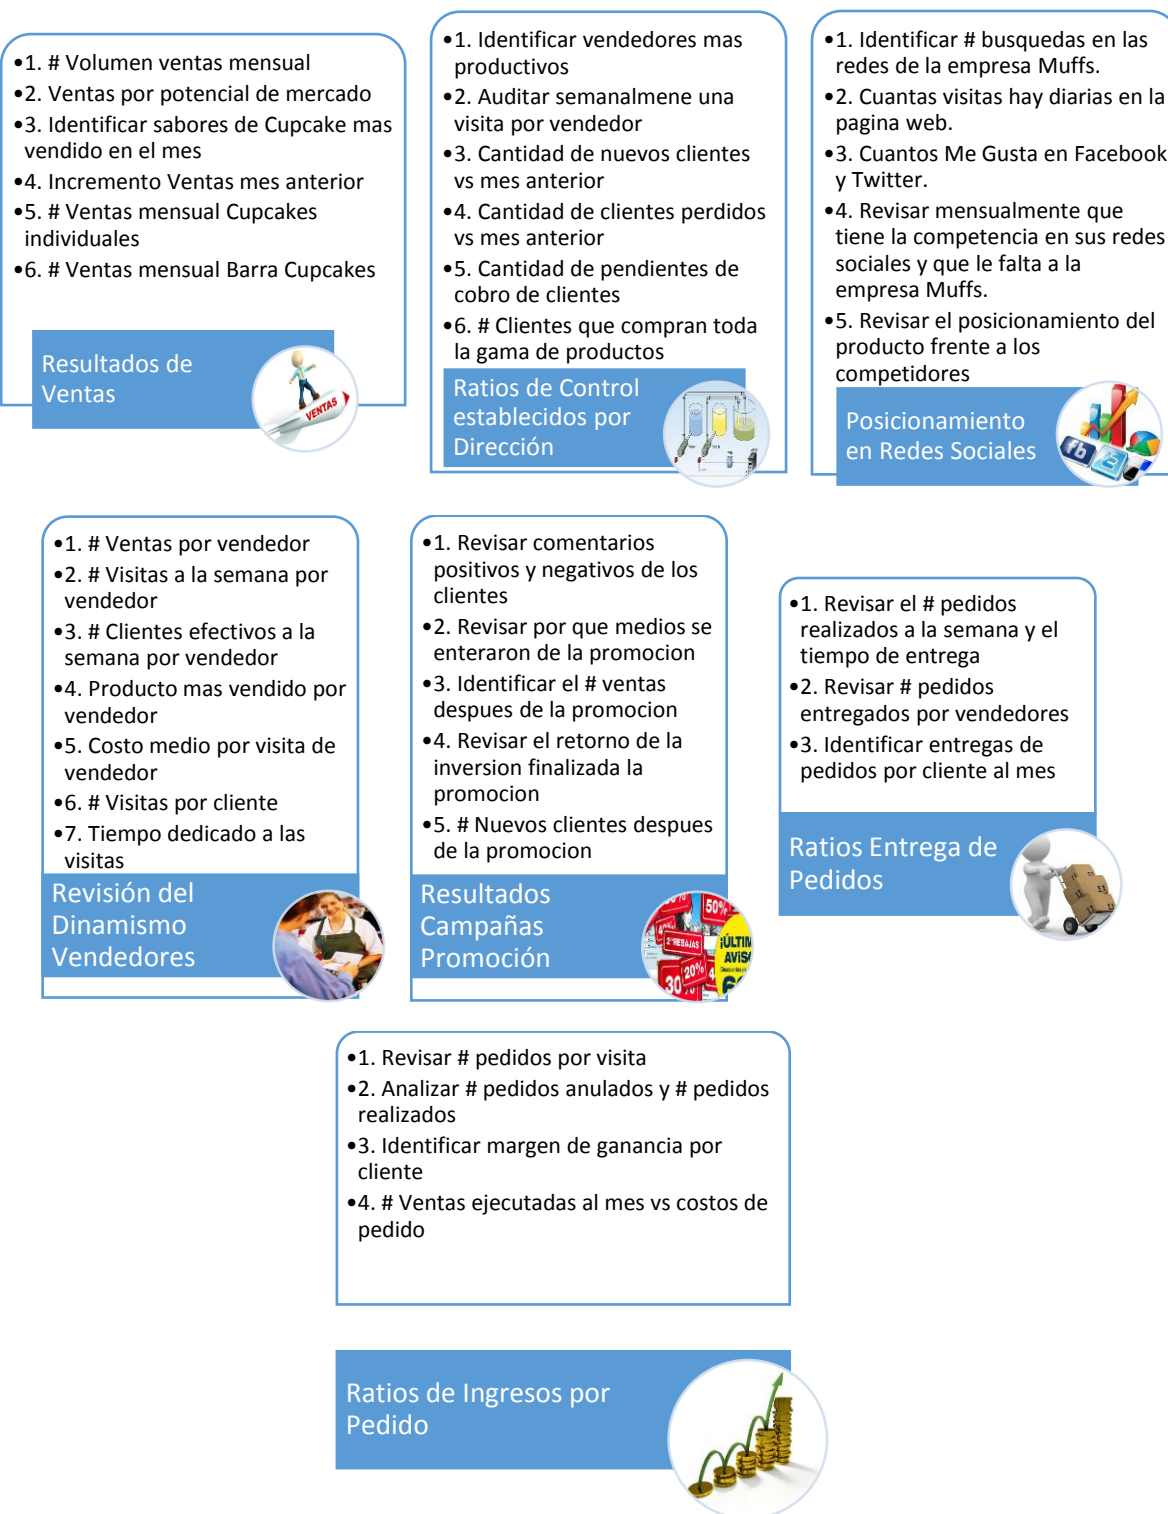 •1. # Volumen ventas mensual
•2. Ventas por potencial de mercado
•3. Identificar sabores de Cupcake mas
vendido en el mes
•4. Incremento Ventas mes anterior
•5. # Ventas mensual Cupcakes
individuales
•6. # Ventas mensual Barra Cupcakes
Resultados de
Ventas
VENTAS
•1. Identificar vendedores mas
productivos
•2. Auditar semanalmene una
visita por vendedor
•3. Cantidad de nuevos clientes
vs mes anterior
•4. Cantidad de clientes perdidos
vs mes anterior
•5. Cantidad de pendientes de
cobro de clientes
•6. # Clientes que compran toda
la gama de productos
Ratios de Control
establecidos por
Dirección
•1. Identificar # busquedas en las
redes de la empresa Muffs.
•2. Cuantas visitas hay diarias en la
pagina web.
•3. Cuantos Me Gusta en Facebook
y Twitter.
•4. Revisar mensualmente que
tiene la competencia en sus redes
sociales y que le falta a la
empresa Muffs.
•5. Revisar el posicionamiento del
producto frente a los
competidores
Posicionamiento
en Redes Sociales
fb
•1. # Ventas por vendedor
•2. # Visitas a la semana por
vendedor
•3. # Clientes efectivos a la
semana por vendedor
•4. Producto mas vendido por
vendedor
•5. Costo medio por visita de
vendedor
•6. # Visitas por cliente
•7. Tiempo dedicado a las
visitas
Revisión del
Dinamismo
Vendedores
•1. Revisar comentarios
positivos y negativos de los
clientes
•2. Revisar por que medios se
enteraron de la promocion
•3. Identificar el # ventas
despues de la promocion
•4. Revisar el retorno de la
inversion finalizada la
promocion
•5. # Nuevos clientes despues
de la promocion
Resultados
Campañas
Promoción
50%
2ª REBAJAS
20%
30
¡ÚLTIM
AVISO
•1. Revisar el # pedidos
realizados a la semana y el
tiempo de entrega
•2. Revisar # pedidos
entregados por vendedores
•3. Identificar entregas de
pedidos por cliente al mes
Ratios Entrega de
Pedidos
•1. Revisar # pedidos por visita
•2. Analizar # pedidos anulados y # pedidos
realizados
•3. Identificar margen de ganancia por
cliente
•4. # Ventas ejecutadas al mes vs costos de
pedido
Ratios de Ingresos por
Pedido